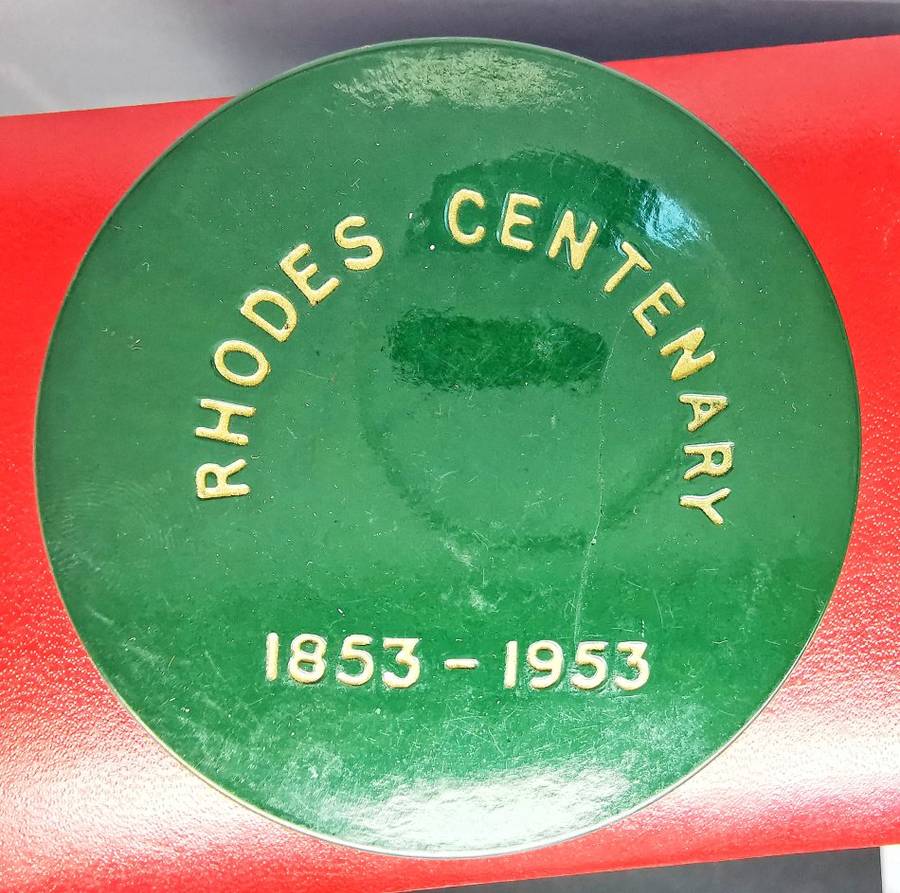 RHODES CENTENARY
1853 - 1953